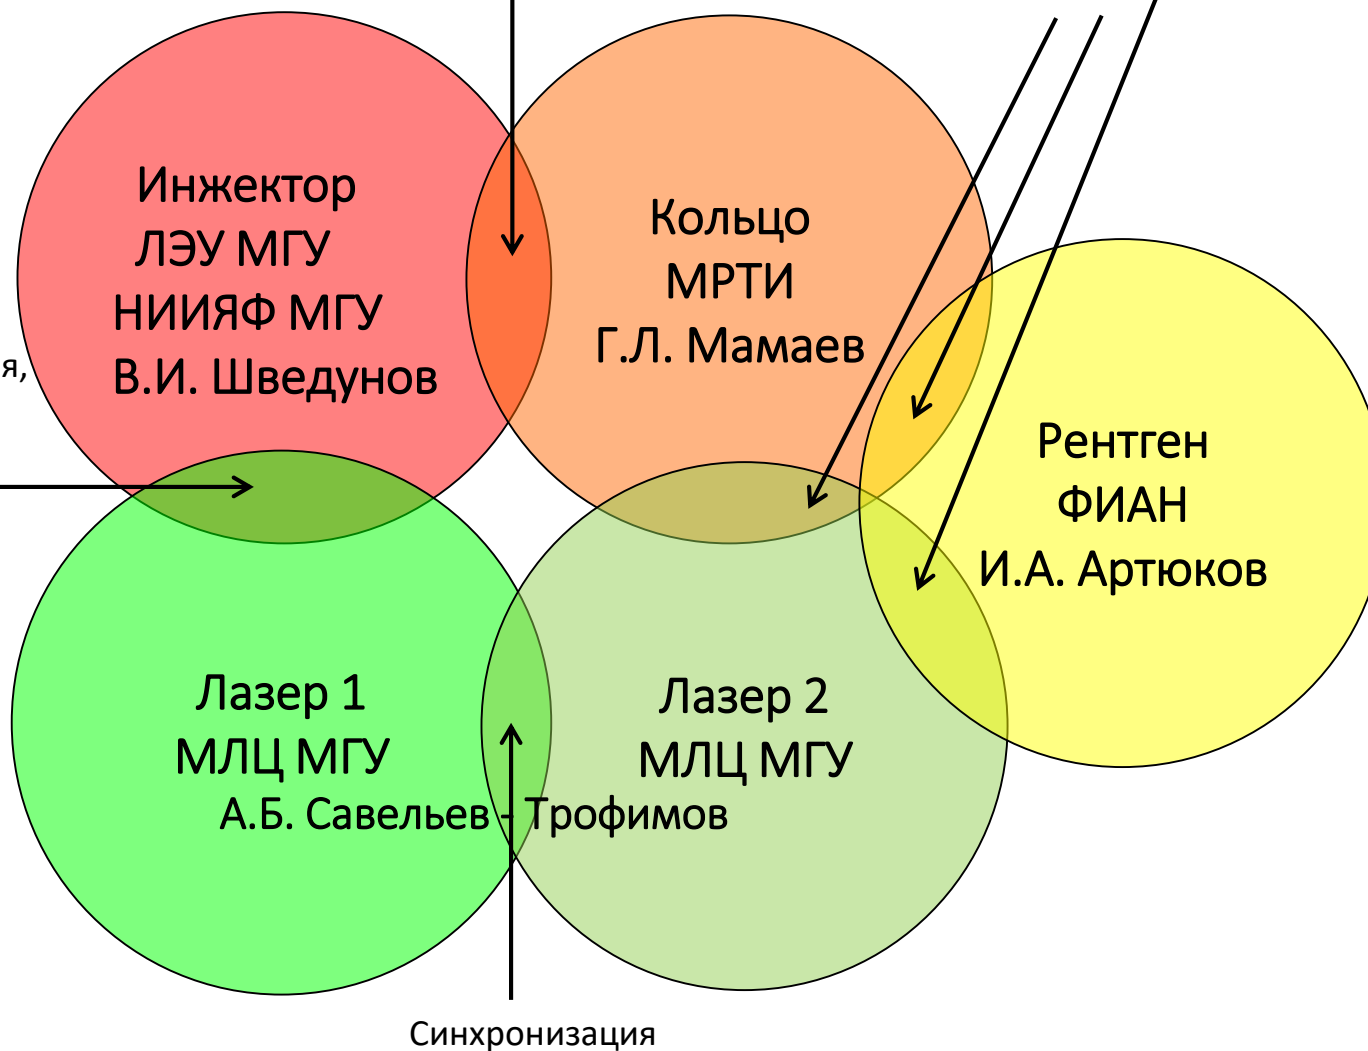 Инжектор
ЛЭУ МГУ
НИИЯФ МГУ
В.И. Шведунов
Кольцо
МРТИ
Г.Л. Мамаев
я,
Рентген
ФИАН
И.А. Артюков
Лазер 1
МЛЦ МГУ
Лазер 2
МЛЦ МГУ
А.Б. Савельев - Трофимов
Синхронизация